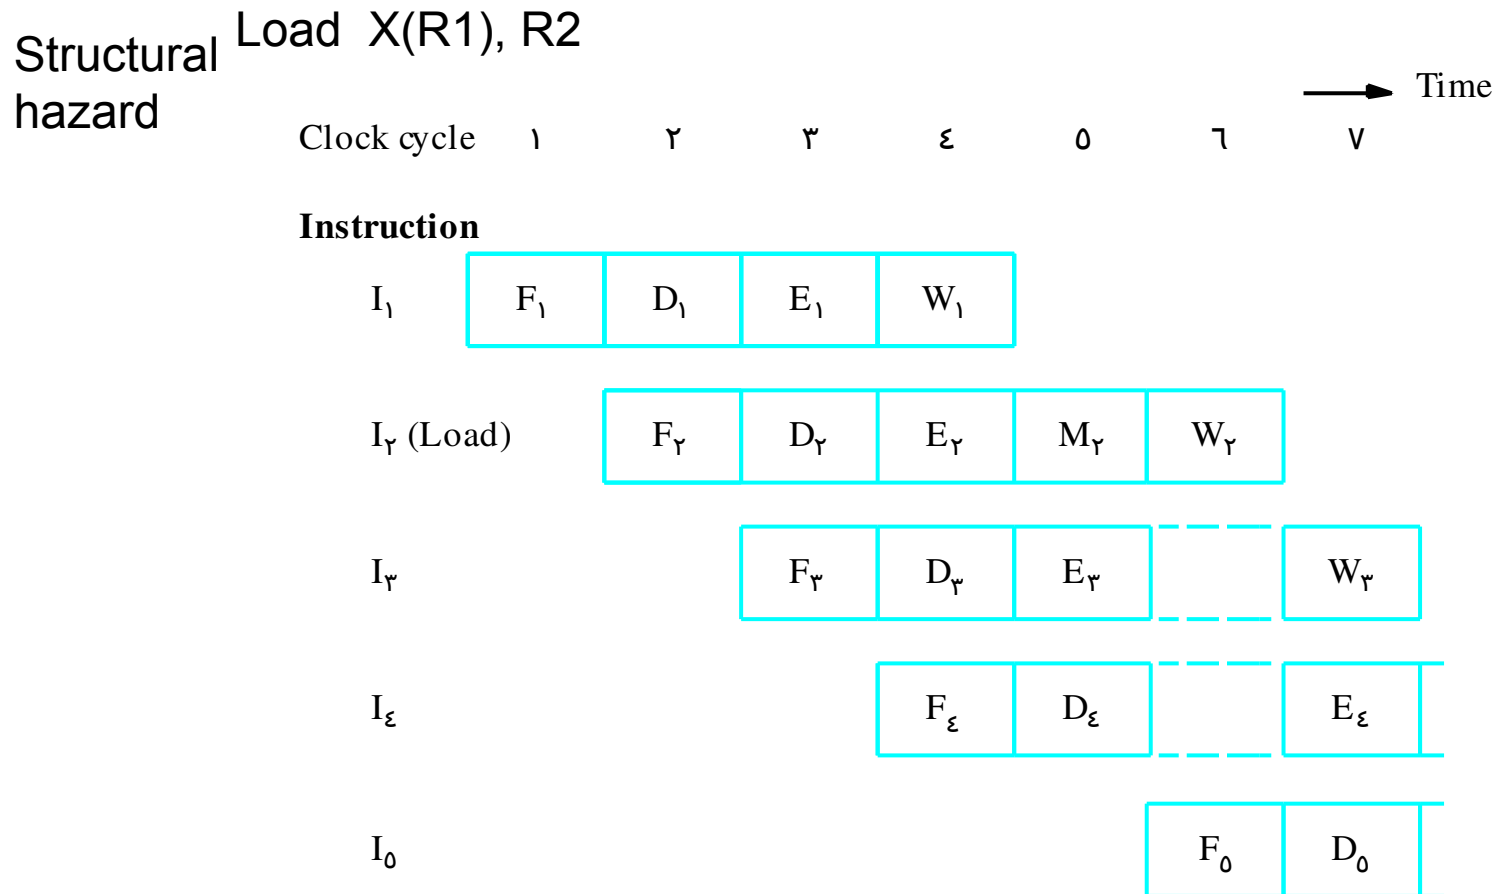 Structural hazard
Load X(R1), R2
Time
Clock cycle ١ ٢ ٣ ٤ ٥ ٦ ٧
Instruction
I١ F١ D١ E١ W١
I٢ (Load) F٢ D٢ E٢ M٢ W٢
I٣ F٣ D٣ E٣ W٣
I٤ F٤ D٤ E٤
I٥ F٥ D٥